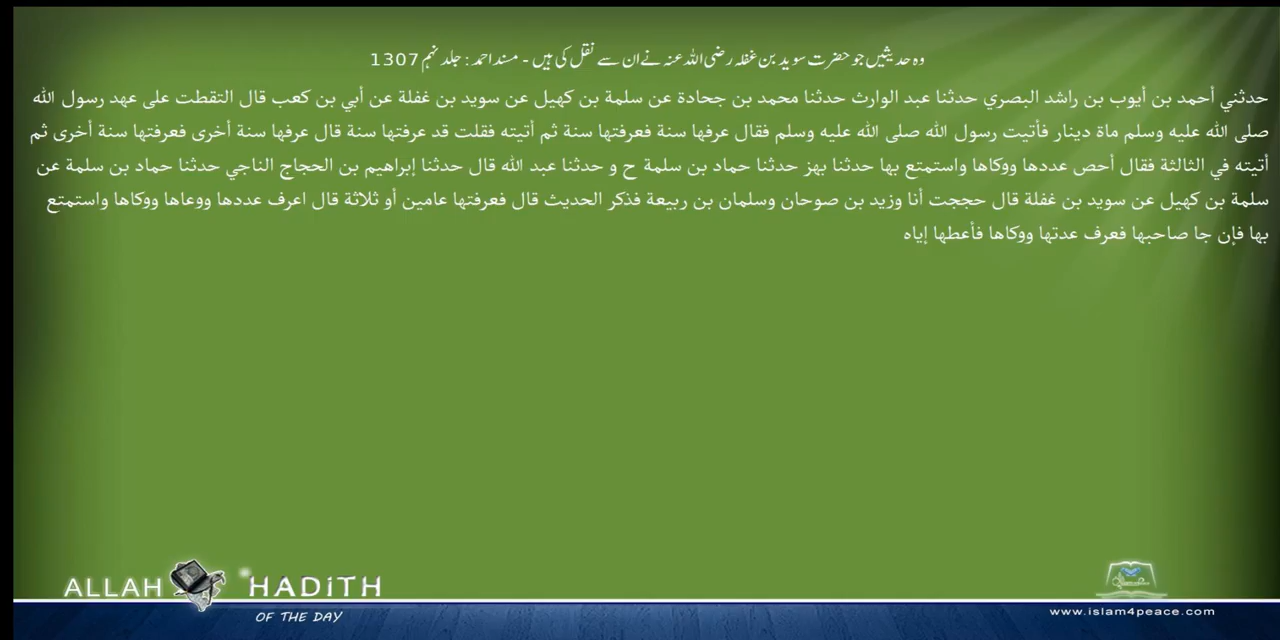 وہ حدیثیں جو حضرت سوید بن غفلہ رضی اللہ عنہ نے ان سے نقل کی ہیں - مسند احمد : جلد نہم 1307
حدثني أحمد بن أيوب بن راشد البصري حدثنا عبد الوارث حدثنا محمد بن جحادة عن سلمة بن كهيل عن سويد بن غفلة عن أبي بن كعب قال التقطت على عهد رسول الله
صلى الله عليه وسلم ماة دينار فأتيت رسول الله صلى الله عليه وسلم فقال عرفها سنة فعرفتها سنة ثم أتيته فقلت قد عرفتها سنة قال عرفها سنة أخرى فعرفتها سنة أخرى ثم
أتيته في الثالثة فقال أحص عددها ووكاها واستمتع بها حدثنا بهز حدثنا حماد بن سلمة ح و حدثنا عبد الله قال حدثنا إبراهيم بن الحجاج الناجي حدثنا حماد بن سلمة عن
سلمة بن كهيل عن سويد بن غفلة قال حججت أنا وزيد بن صوحان وسلمان بن ربيعة فذكر الحديث قال فعرفتها عامين أو ثلاثة قال اعرف عددها ووعاها ووكاها واستمتع
بها فإن جا صاحبها فعرف عدتها ووكاها فأعطها إياه
ALLAH HADITH
OF THE DAY
www.islam4peace.com